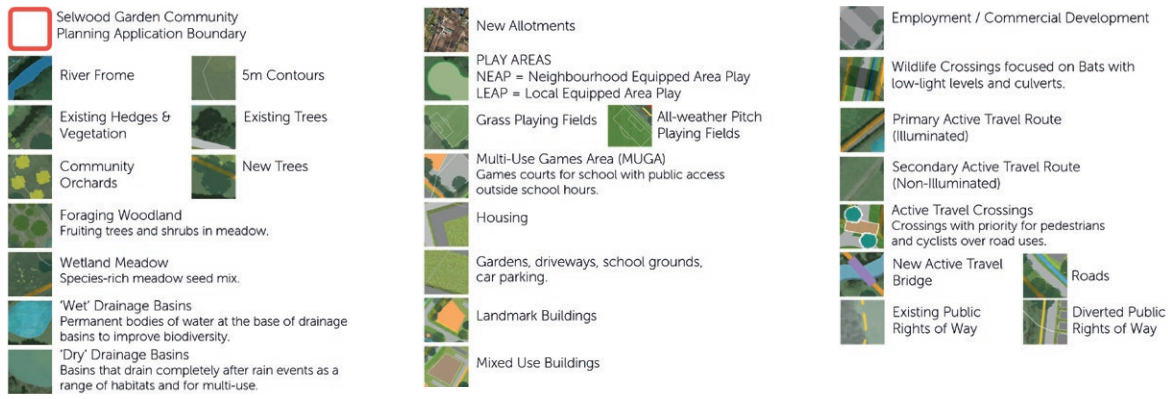 Selwood Garden Community
Planning Application Boundary
River Frome
5m Contours
Existing Hedges &
Vegetation
Existing Trees
Community
Orchards
New Trees
Foraging Woodland
Fruiting trees and shrubs in meadow.
Wetland Meadow
Species-rich meadow seed mix.
'Wet' Drainage Basins
Permanent bodies of water at the base of drainage
basins to improve biodiversity.
'Dry' Drainage Basins
Basins that drain completely after rain events as a
range of habitats and for multi-use.
New Allotments
PLAY AREAS
NEAP = Neighbourhood Equipped Area Play
LEAP = Local Equipped Area Play
Grass Playing Fields
All-weather Pitch
Playing Fields
Multi-Use Games Area (MUGA)
Games courts for school with public access
outside school hours.
Housing
Gardens, driveways, school grounds,
car parking.
Landmark Buildings
Mixed Use Buildings
Employment / Commercial Development
Wildlife Crossings focused on Bats with
low-light levels and culverts.
Primary Active Travel Route
(Illuminated)
Secondary Active Travel Route
(Non-Illuminated)
Active Travel Crossings
Crossings with priority for pedestrians
and cyclists over road uses.
New Active Travel
Bridge
Roads
Existing Public
Rights of Way
Diverted Public
Rights of Way